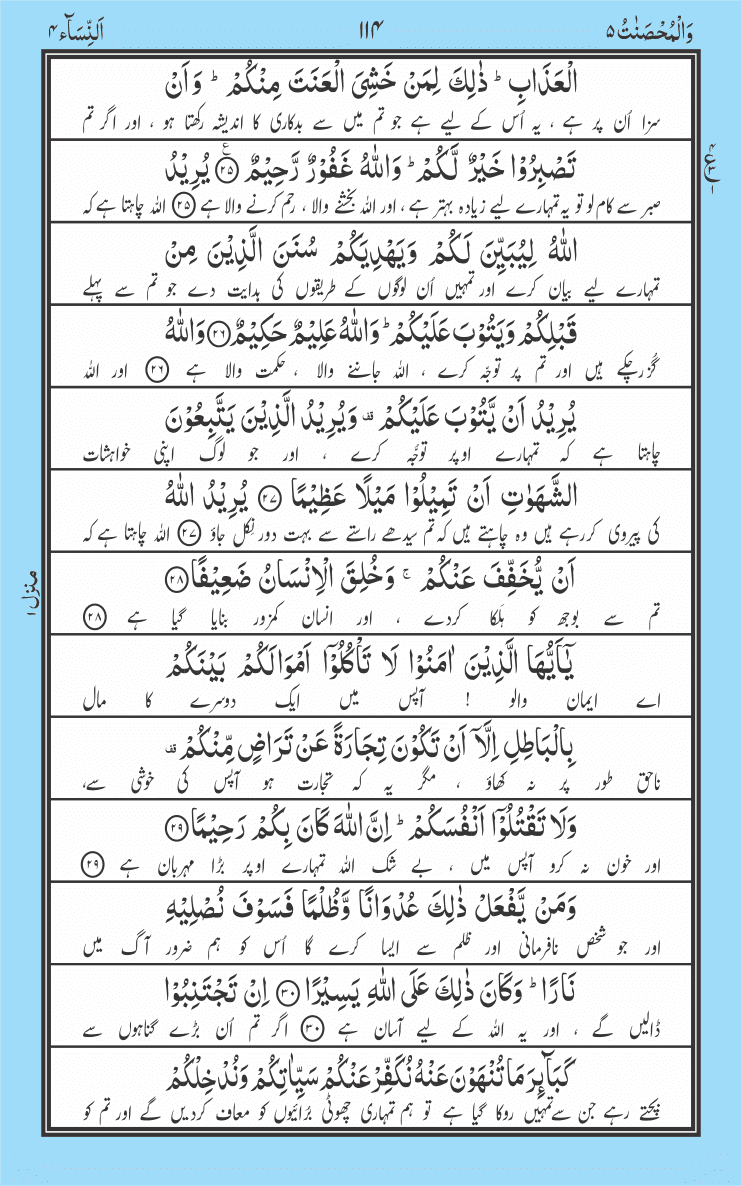 وَالْمُحْصَنٰتُ ۵
۱۱۴
اَلنِّسَآء ۴
الْعَذَابِ ؕ ذٰلِكَ لِمَنْ خَشِیَ الْعَنَتَ مِنْكُمْ ؕ وَ اَنْ
سزا اُن پر ہے ، یہ اُس کے لیے ہے جو تم میں سے بدکاری کا اندیشہ رکھتا ہو ، اور اگر تم
تَصْبِرُوْا خَیْرٌ لَّكُمْ ؕ وَاللّٰهُ غَفُوْرٌ رَّحِیْمٌ ﴿۲۵﴾ یُرِیْدُ
صبر سے کام لو تو یہ تمہارے لیے زیادہ بہتر ہے ، اور اللہ بخشنے والا ، رحم کرنے والا ہے ﴿۲۵﴾ اللہ چاہتا ہے کہ
اللّٰهُ لِیُبَیِّنَ لَكُمْ وَیَهْدِیَكُمْ سُنَنَ الَّذِیْنَ مِنْ
تمہارے لیے بیان کرے اور تمہیں اُن لوگوں کے طریقوں کی ہدایت دے جو تم سے پہلے
قَبْلِكُمْ وَیَتُوْبَ عَلَیْكُمْ ؕ وَاللّٰهُ عَلِیْمٌ حَكِیْمٌ ﴿۲۶﴾ وَاللّٰهُ
گزر چکے ہیں اور تم پر توجّہ کرے ، اللہ جاننے والا ، حکمت والا ہے ﴿۲۶﴾ اور اللہ
یُرِیْدُ اَنْ یَّتُوْبَ عَلَیْكُمْ ۫ وَیُرِیْدُ الَّذِیْنَ یَتَّبِعُوْنَ
چاہتا ہے کہ تمہارے اوپر توجّہ کرے ، اور جو لوگ اپنی خواہشات
الشَّهَوٰتِ اَنْ تَمِیْلُوْا مَیْلًا عَظِیْمًا ﴿۲۷﴾ یُرِیْدُ اللّٰهُ
کی پیروی کررہے ہیں وہ چاہتے ہیں کہ تم سیدھے راستے سے بہت دور نکل جاؤ ﴿۲۷﴾ اللہ چاہتا ہے کہ
اَنْ یُّخَفِّفَ عَنْكُمْ ۚ وَخُلِقَ الْاِنْسَانُ ضَعِیْفًا ﴿۲۸﴾
تم سے بوجھ کو ہلکا کردے ، اور انسان کمزور بنایا گیا ہے ﴿۲۸﴾
یٰۤاَیُّهَا الَّذِیْنَ اٰمَنُوْا لَا تَاْكُلُوْۤا اَمْوَالَكُمْ بَیْنَكُمْ
اے ایمان والو ! آپس میں ایک دوسرے کا مال
بِالْبَاطِلِ اِلَّاۤ اَنْ تَكُوْنَ تِجَارَةً عَنْ تَرَاضٍ مِّنْكُمْ ۫
ناحق طور پر نہ کھاؤ ، مگر یہ کہ تجارت ہو آپس کی خوشی سے،
وَلَا تَقْتُلُوْۤا اَنْفُسَكُمْ ؕ اِنَّ اللّٰهَ كَانَ بِكُمْ رَحِیْمًا ﴿۲۹﴾
اور خون نہ کرو آپس میں ، بے شک اللہ تمہارے اوپر بڑا مہربان ہے ﴿۲۹﴾
وَمَنْ یَّفْعَلْ ذٰلِكَ عُدْوَانًا وَّظُلْمًا فَسَوْفَ نُصْلِیْهِ
اور جو شخص نافرمانی اور ظلم سے ایسا کرے گا اُس کو ہم ضرور آگ میں
نَارًا ؕ وَكَانَ ذٰلِكَ عَلَی اللّٰهِ یَسِیْرًا ﴿۳۰﴾ اِنْ تَجْتَنِبُوْا
ڈالیں گے ، اور یہ اللہ کے لیے آسان ہے ﴿۳۰﴾ اگر تم اُن بڑے گناہوں سے
كَبَآئِرَ مَا تُنْهَوْنَ عَنْهُ نُكَفِّرْ عَنْكُمْ سَیِّاٰتِكُمْ وَنُدْخِلْكُمْ
بچتے رہے جن سے تمہیں روکا گیا ہے تو ہم تمہاری چھوٹی بڑائیوں کو معاف کردیں گے اور تم کو
منزل ۱